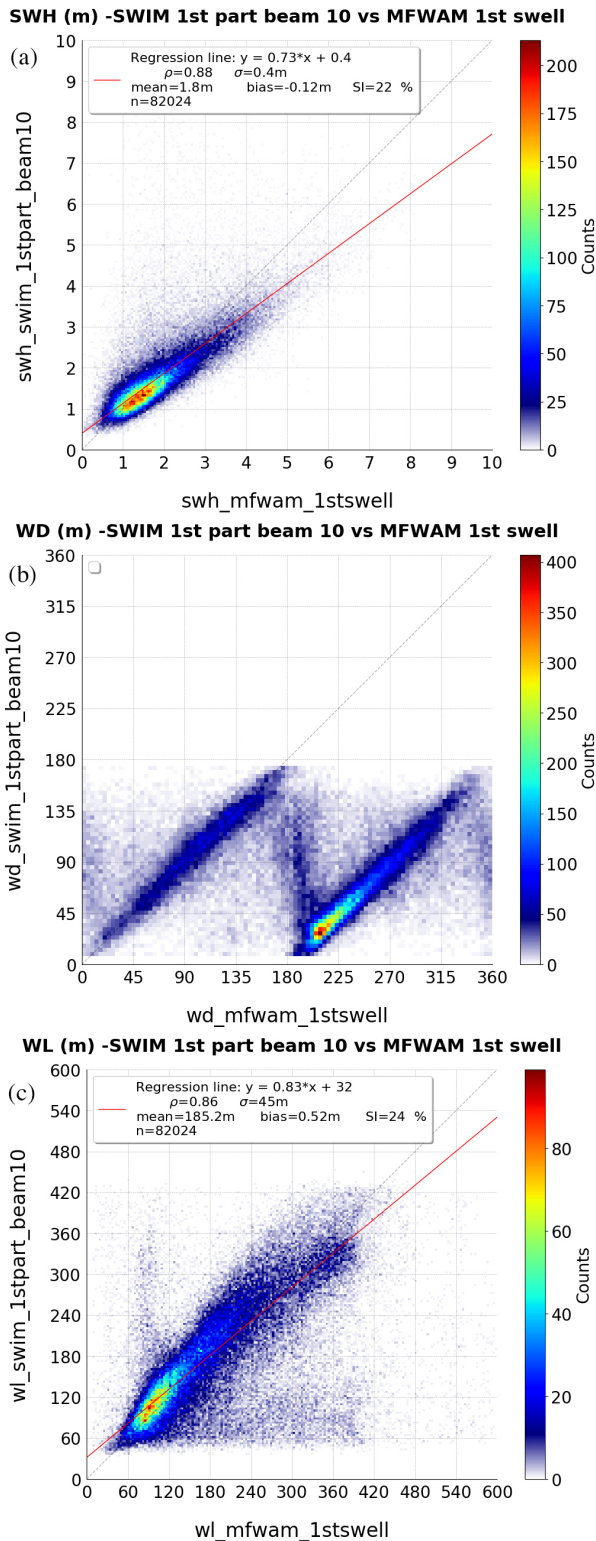 SWH (m) -SWIM 1st part beam 10 vs MFWAM 1st swell
(a)
Regression line: y = 0.73*x + 0.4
ρ=0.88 σ=0.4m
mean=1.8m bias=-0.12m SI=22 %
n=82024
swh_swim_1stpart_beam10
10
9
8
7
6
5
4
3
2
1
0
0 1 2 3 4 5 6 7 8 9 10
swh_mfwam_1stswell
200
175
150
125
100
75
50
25
0
Counts
WD (m) -SWIM 1st part beam 10 vs MFWAM 1st swell
(b)
wd_swim_1stpart_beam10
360
315
270
225
180
135
90
45
0
0 45 90 135 180 225 270 315 360
wd_mfwam_1stswell
400
350
300
250
200
150
100
50
0
Counts
WL (m) -SWIM 1st part beam 10 vs MFWAM 1st swell
(c)
Regression line: y = 0.83*x + 32
ρ=0.86 σ=45m
mean=185.2m bias=0.52m SI=24 %
n=82024
wl_swim_1stpart_beam10
600
540
480
420
360
300
240
180
120
60
0
0 60 120 180 240 300 360 420 480 540 600
wl_mfwam_1stswell
80
60
40
20
0
Counts